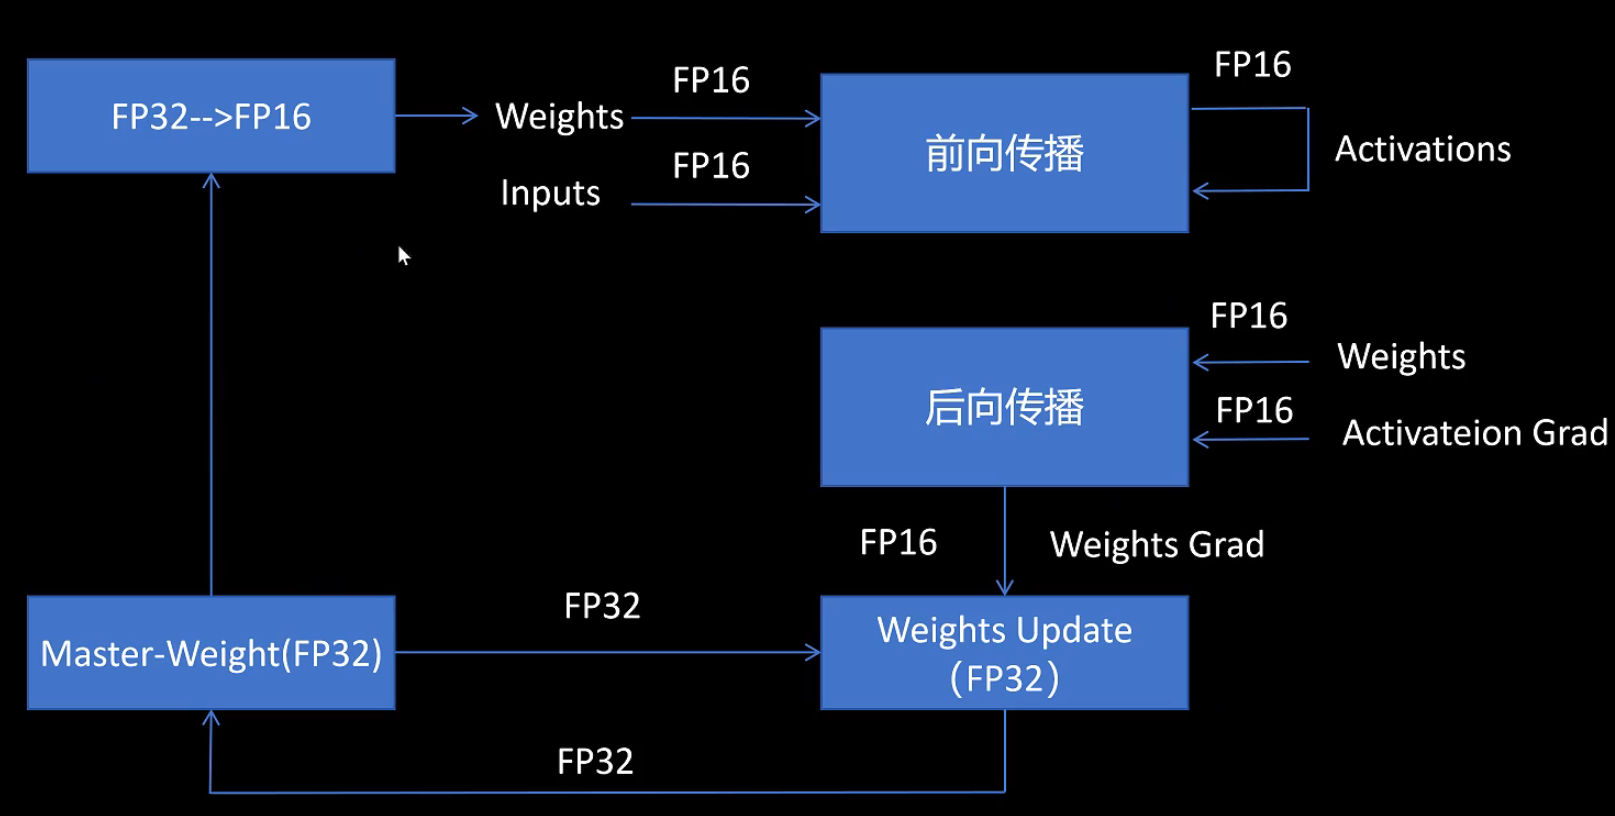 FP32-->FP16
Weights
FP16
Inputs
FP16
前向传播
FP16
Activations
后向传播
FP16
Weights
FP16
Activateion Grad
FP16
Weights Grad
Master-Weight(FP32)
FP32
Weights Update
（FP32）
FP32